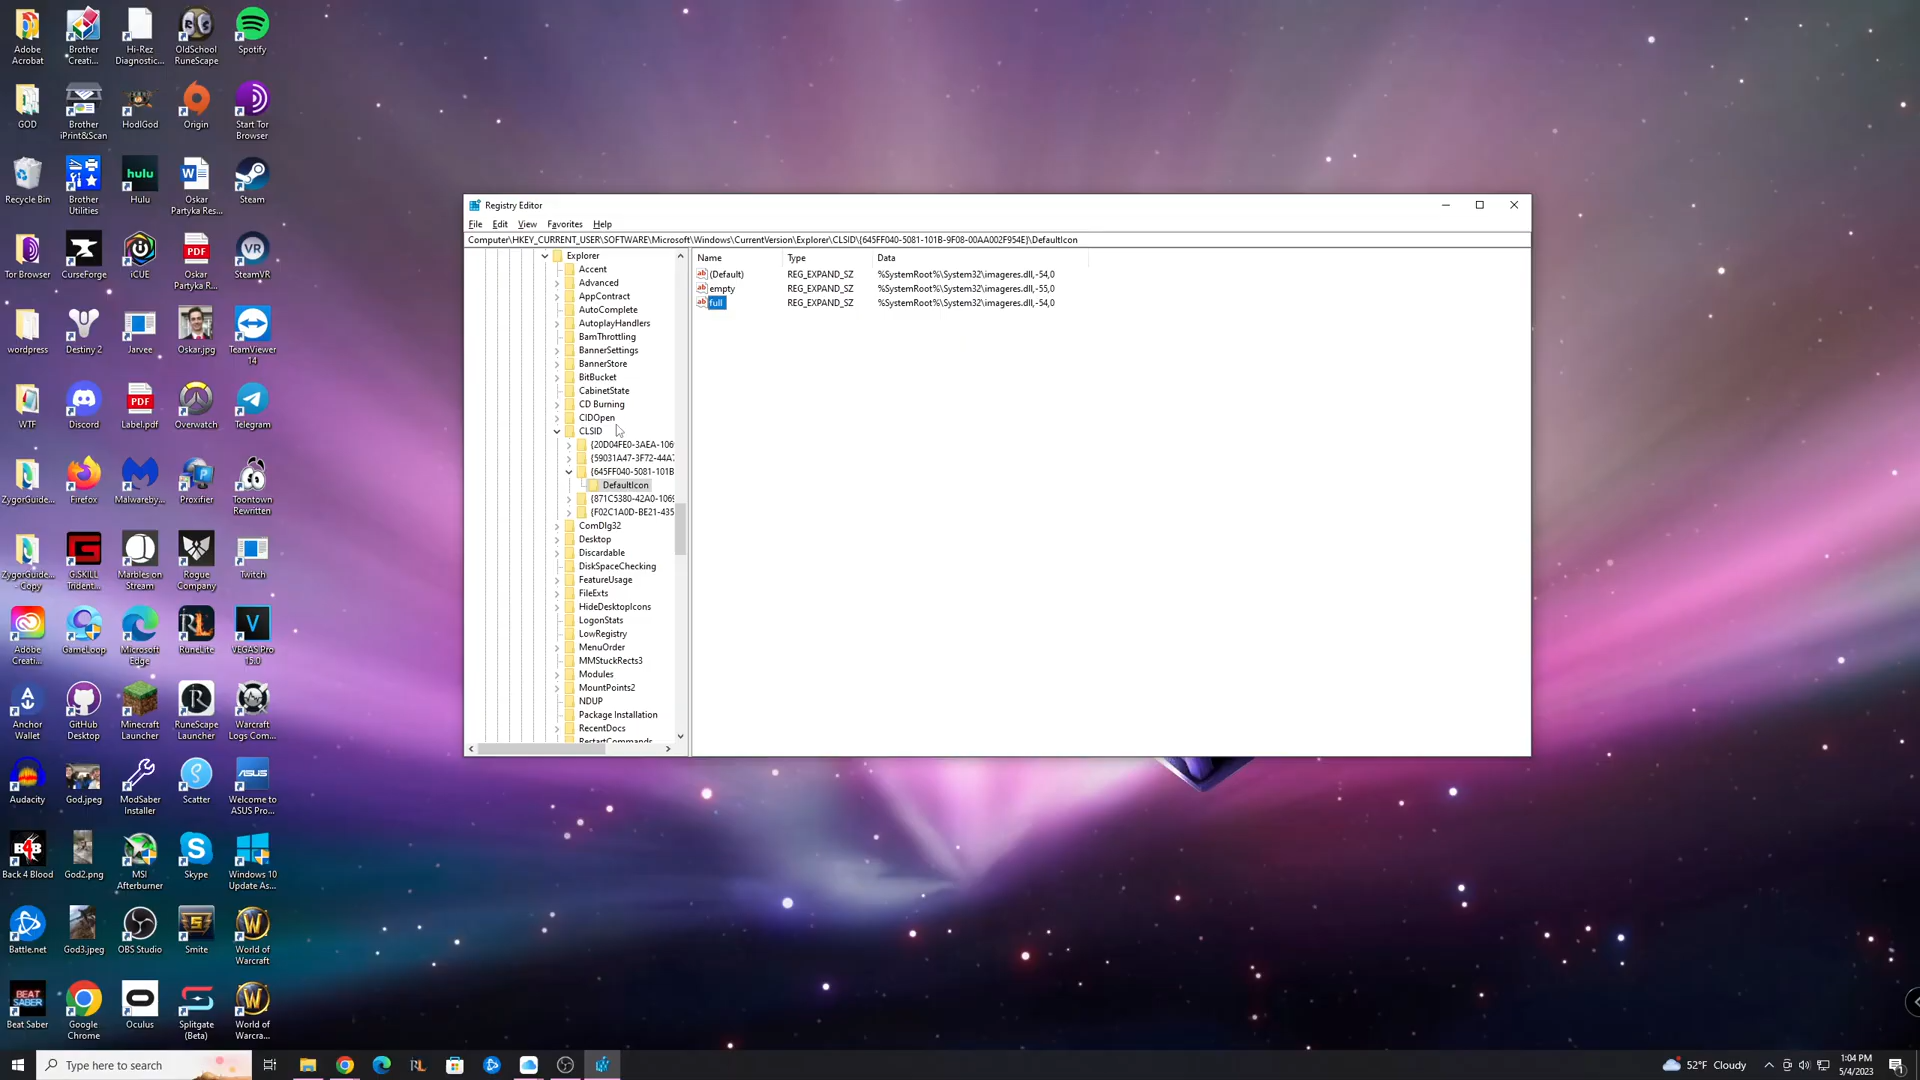 Adobe
Acrobat
Brother
Creati...
Hi-Rez
Diagnostic...
OldSchool
RuneScape
Spotify
GOD
Brother
iPrint&Scan
HodlGod
Origin
Start Tor
Browser
Recycle Bin
Brother
Utilities
hulu
Hulu
Oskar
Partyka Res...
Steam
Tor Browser
CurseForge
iCUE
PDF
Oskar
Partyka R...
VR
SteamVR
wordpress
Destiny 2
Jarvee
Oskar.jpg
TeamViewer
14
WTF
Discord
PDF
Label.pdf
Overwatch
Telegram
ZygorGuide...
Firefox
Malwareby...
Proxifier
Toontown
Rewritten
ZygorGuide...
- Copy
G.SKILL
Trident...
Marbles on
Stream
Rogue
Company
Twitch
Adobe
Creati...
GameLoop
Microsoft
Edge
RuneLite
VEGAS Pro
15.0
Anchor
Wallet
GitHub
Desktop
Minecraft
Launcher
RuneScape
Launcher
Warcraft
Logs Com...
Audacity
God.jpeg
ModSaber
Installer
Scatter
ASUS
Welcome to
ASUS Pro...
B4B
Back 4 Blood
God2.png
MSI
Afterburner
Skype
Windows 10
Update As...
Battle.net
God3.jpeg
OBS Studio
Smite
World of
Warcraft
BEAT
SABER
Beat Saber
Google
Chrome
Oculus
Splitgate
(Beta)
World of
Warcra...
Registry Editor
File Edit View Favorites Help
Computer\HKEY_CURRENT_USER\SOFTWARE\Microsoft\Windows\CurrentVersion\Explorer\CLSID\{645FF040-5081-101B-9F08-00AA002F954E}\DefaultIcon
Explorer
Accent
Advanced
AppContract
AutoComplete
AutoplayHandlers
BamThrottling
BannerSettings
BannerStore
BitBucket
CabinetState
CD Burning
CIDOpen
CLSID
{20D04FE0-3AEA-106
{59031A47-3F72-44A7
{645FF040-5081-101B
DefaultIcon
{871C5380-42A0-1069
{F02C1A0D-BE21-435
ComDlg32
Desktop
Discardable
DiskSpaceChecking
FeatureUsage
FileExts
HideDesktopIcons
LogonStats
LowRegistry
MenuOrder
MMStuckRects3
Modules
MountPoints2
NDUP
Package Installation
RecentDocs
RestartCommands
Name Type Data
(Default) REG_EXPAND_SZ %SystemRoot%\System32\imageres.dll,-54,0
empty REG_EXPAND_SZ %SystemRoot%\System32\imageres.dll,-55,0
full REG_EXPAND_SZ %SystemRoot%\System32\imageres.dll,-54,0
Type here to search
52°F Cloudy
1:04 PM
5/4/2023